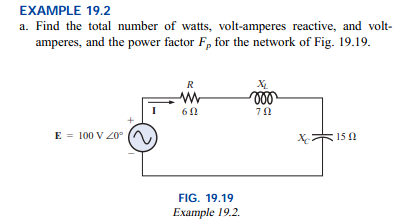 EXAMPLE 19.2
a. Find the total number of watts, volt-amperes reactive, and volt-
amperes, and the power factor Fp for the network of Fig. 19.19.
R
XL
I
6 Ω
7 Ω
+
E = 100 V ∠0°
–
XC
15 Ω
FIG. 19.19
Example 19.2.